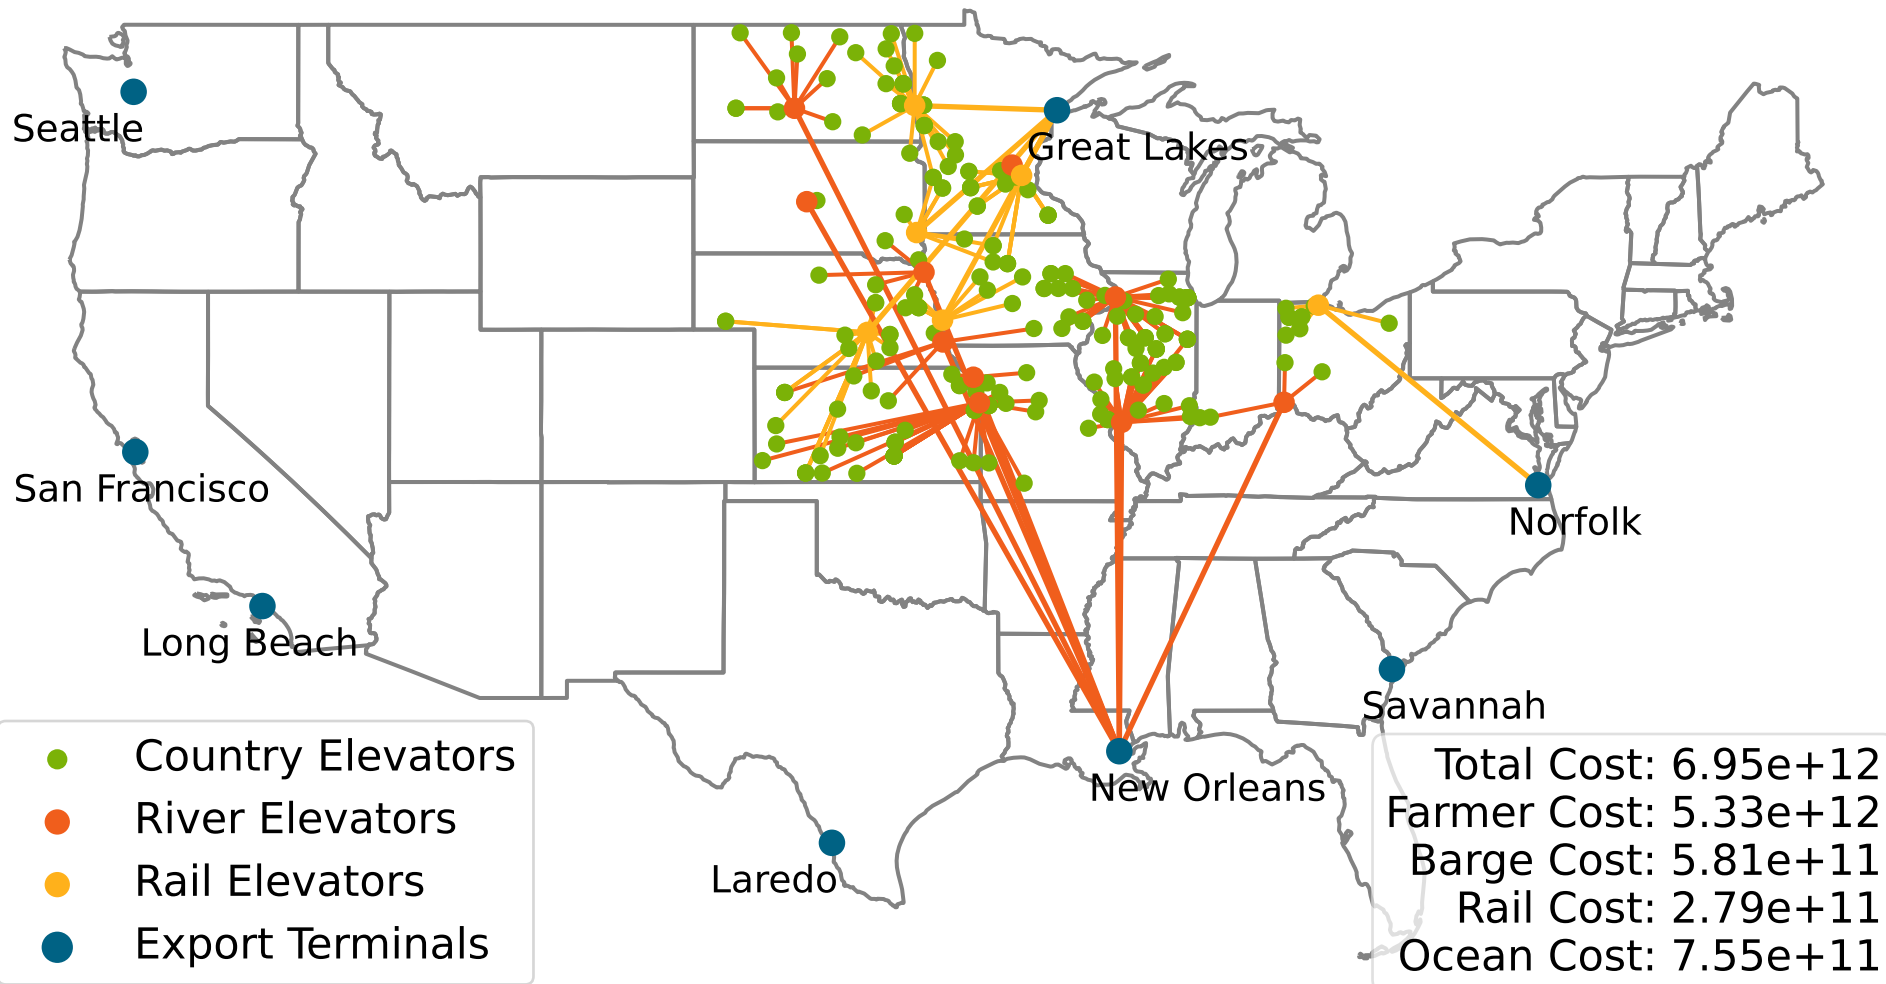 Seattle
Great Lakes
San Francisco
Norfolk
Long Beach
Savannah
New Orleans
Laredo
Country Elevators
River Elevators
Rail Elevators
Export Terminals
Total Cost: 6.95e+12
Farmer Cost: 5.33e+12
Barge Cost: 5.81e+11
Rail Cost: 2.79e+11
Ocean Cost: 7.55e+11